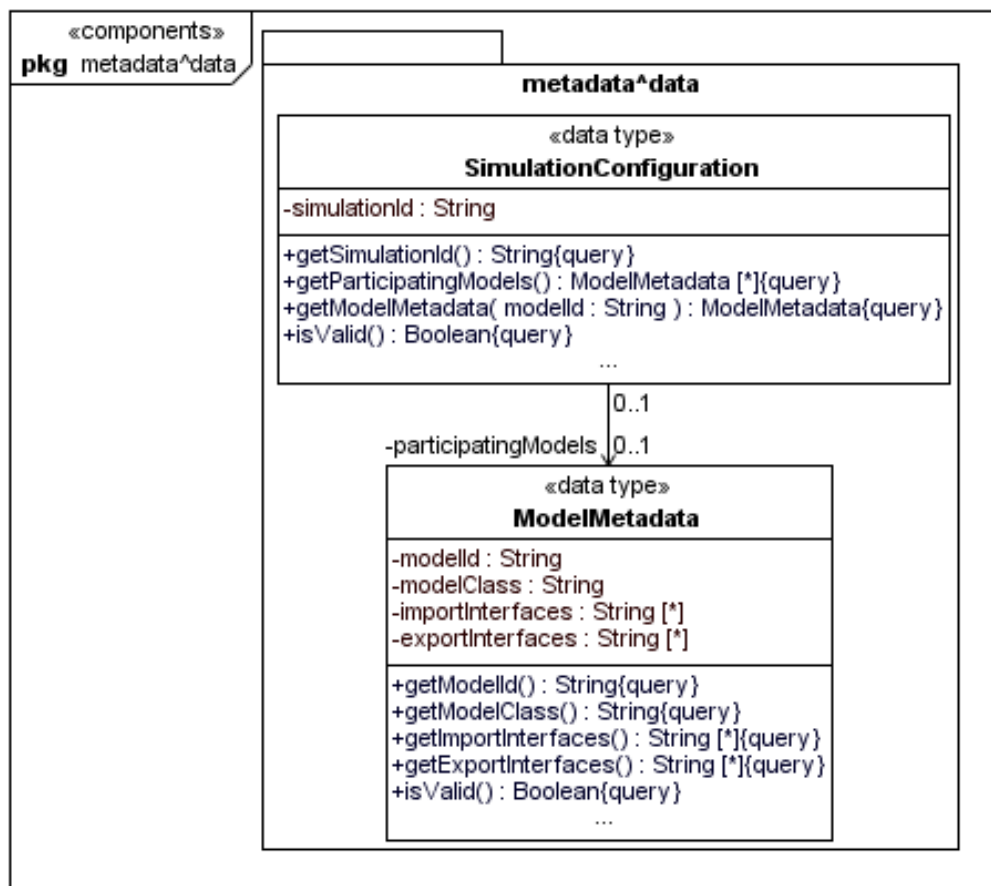 «components»
pkg metadata^data
metadata^data
«data type»
SimulationConfiguration
-simulationId : String
+getSimulationId() : String{query}
+getParticipatingModels() : ModelMetadata [*]{query}
+getModelMetadata( modelId : String ) : ModelMetadata{query}
+isValid() : Boolean{query}
...
0..1
-participatingModels 0..1
«data type»
ModelMetadata
-modelId : String
-modelClass : String
-importInterfaces : String [*]
-exportInterfaces : String [*]
+getModelId() : String{query}
+getModelClass() : String{query}
+getImportInterfaces() : String [*]{query}
+getExportInterfaces() : String [*]{query}
+isValid() : Boolean{query}
...